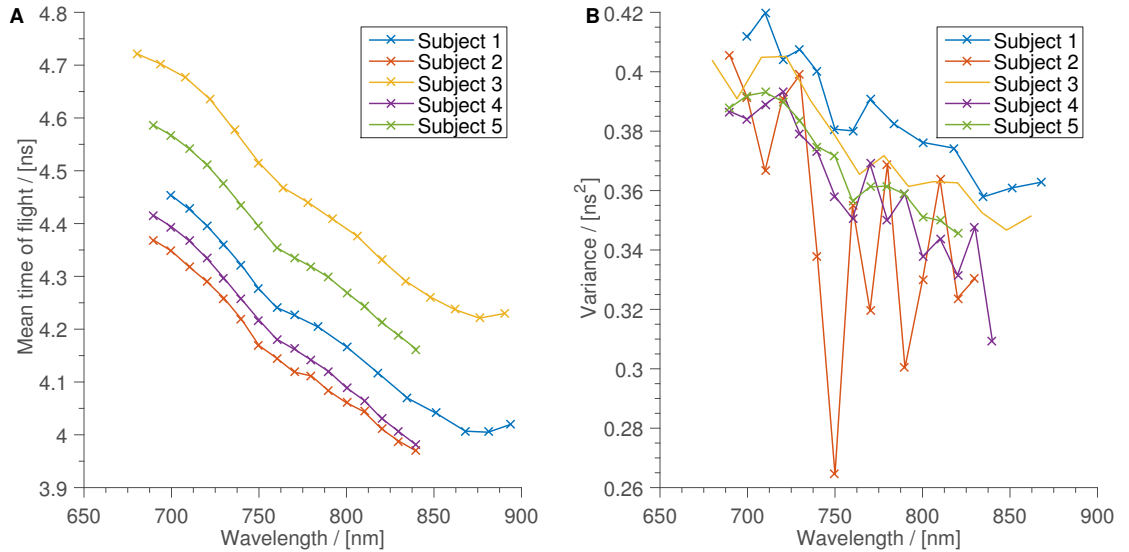 A
4.8
4.7
4.6
4.5
4.4
4.3
4.2
4.1
4
3.9
Mean time of flight / [ns]
650
700
750
800
850
900
Wavelength / [nm]
Subject 1
Subject 2
Subject 3
Subject 4
Subject 5
B
0.42
0.4
0.38
0.36
0.34
0.32
0.3
0.28
0.26
Variance / [ns²]
650
700
750
800
850
900
Wavelength / [nm]
Subject 1
Subject 2
Subject 3
Subject 4
Subject 5